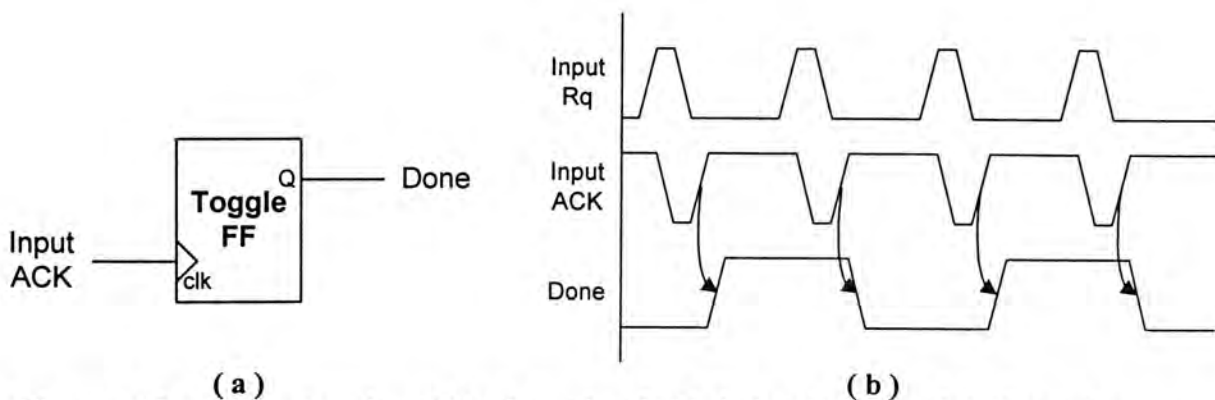 Input
ACK
Toggle
FF
Q
clk
Done
( a )
Input
Rq
Input
ACK
Done
( b )